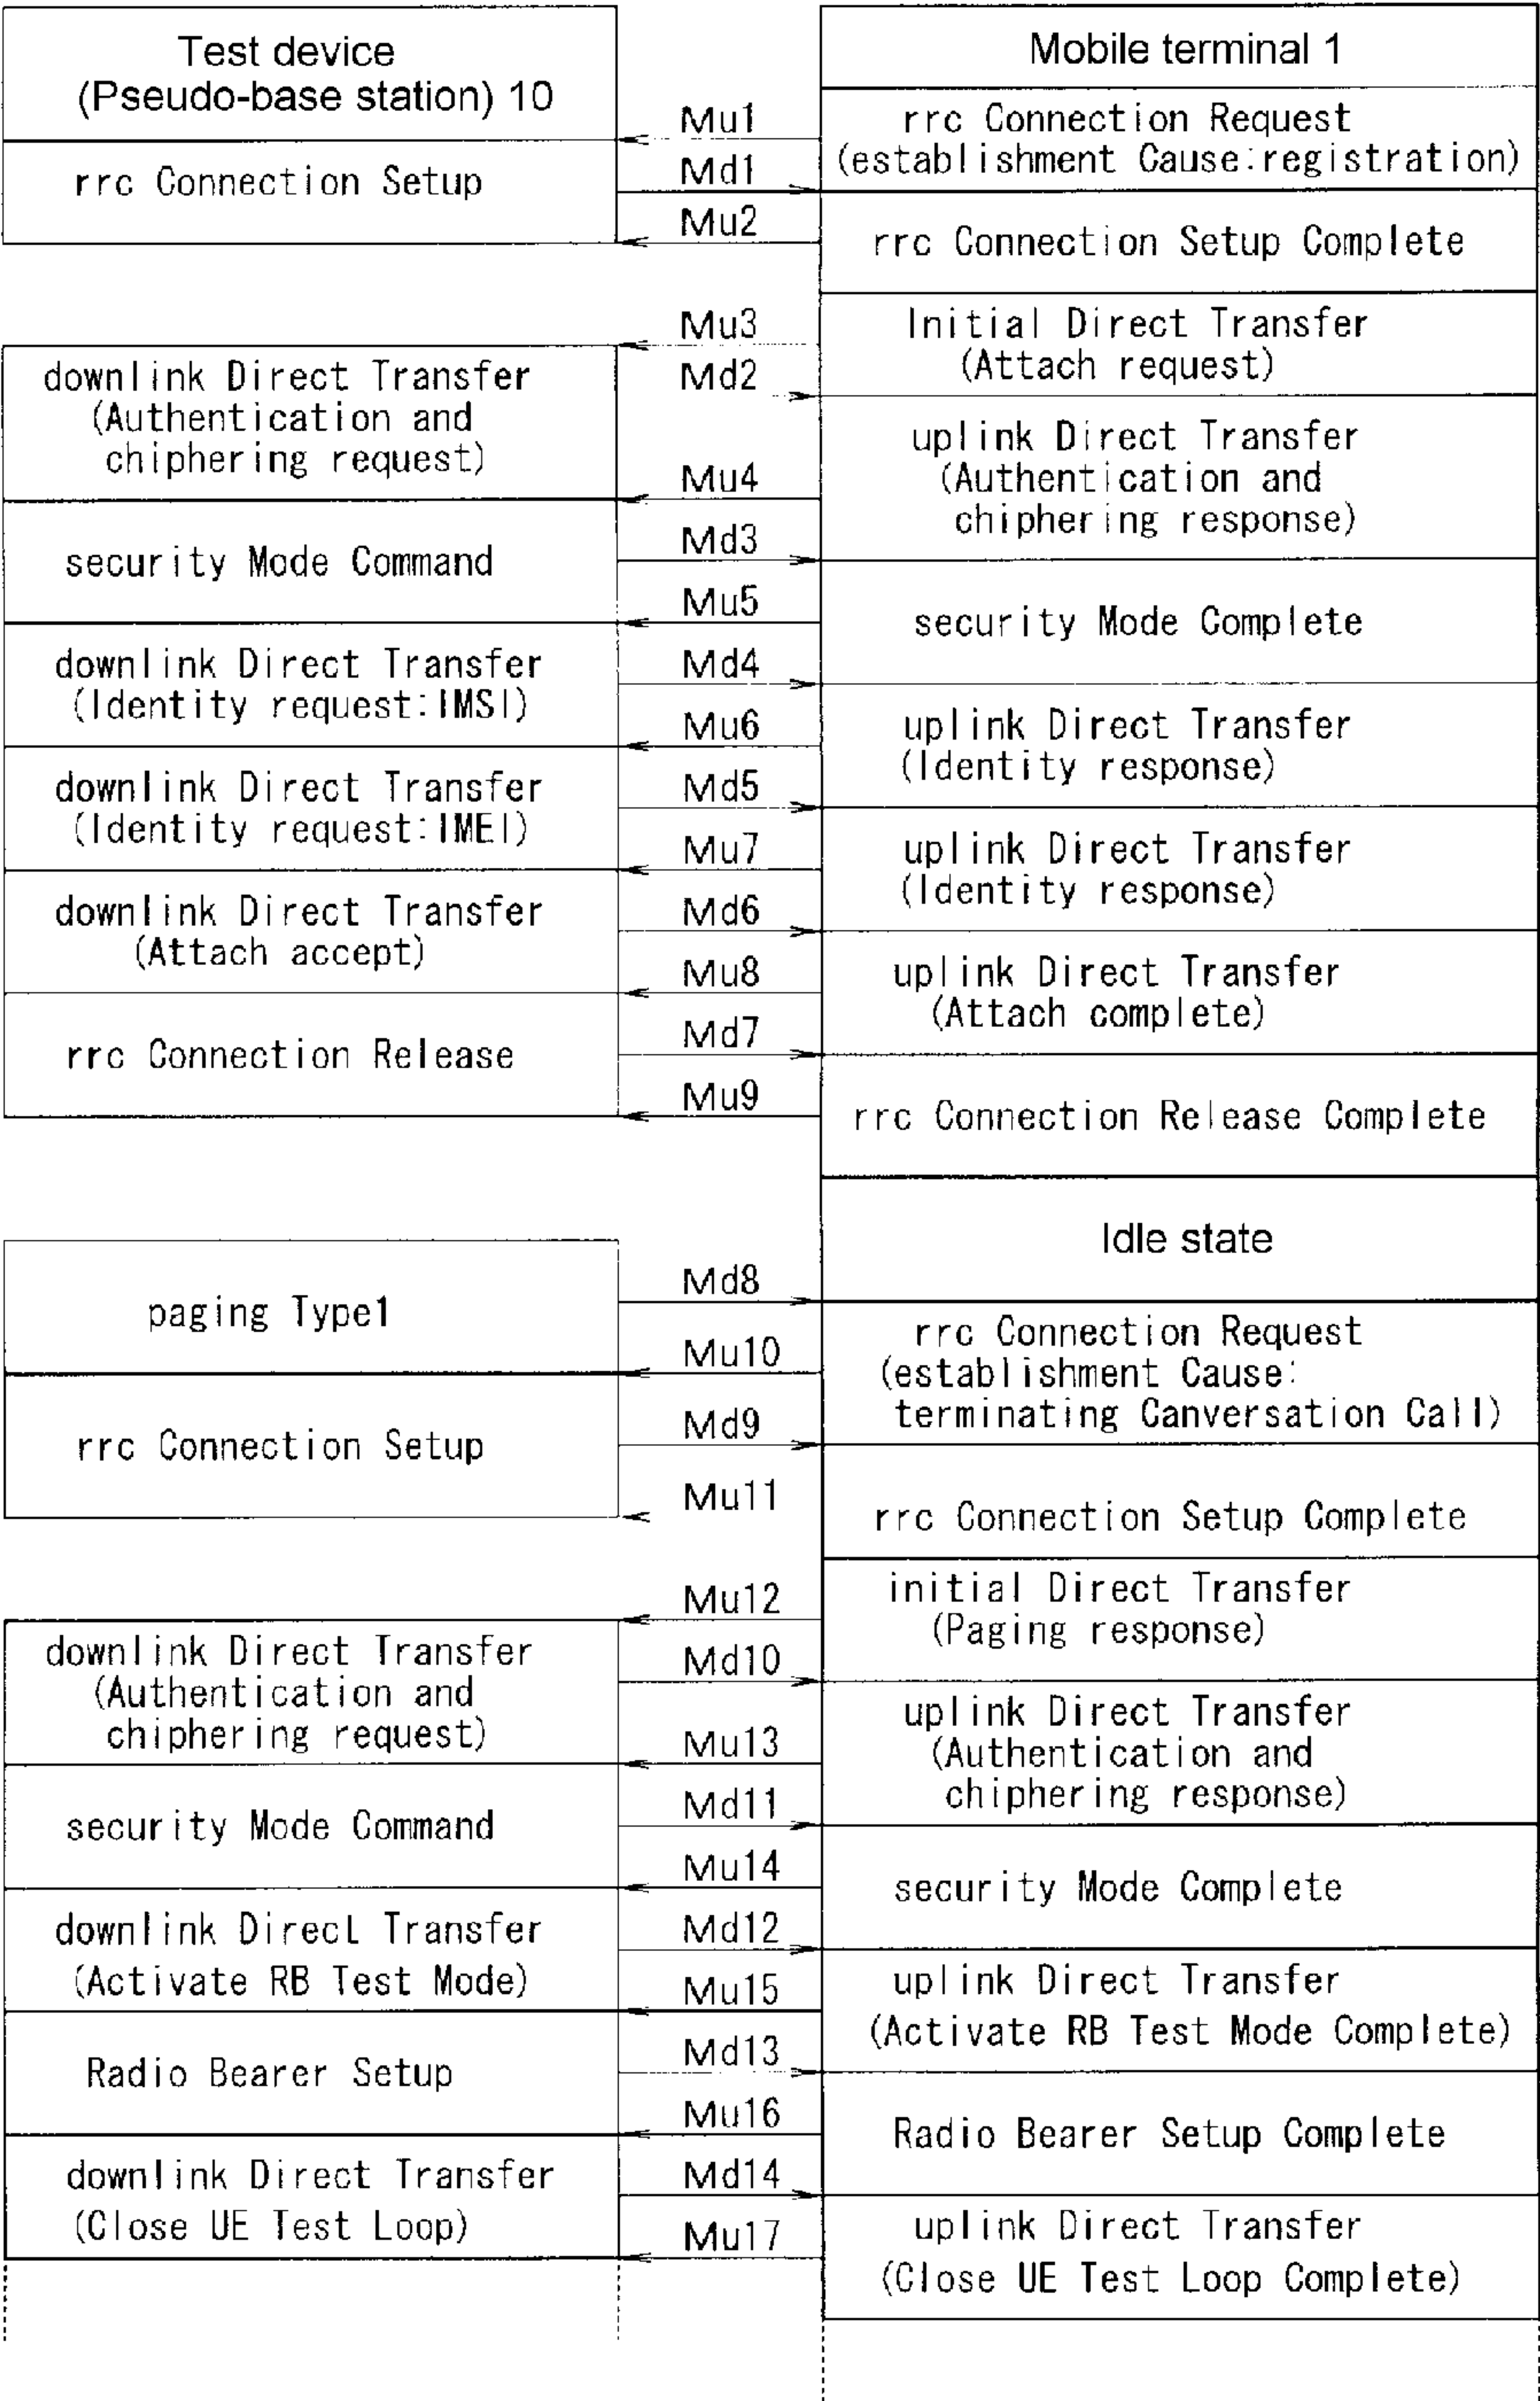 Test device
(Pseudo-base station) 10
Mobile terminal 1
Mu1
rrc Connection Request
(establishment Cause:registration)
rrc Connection Setup
Md1
Mu2
rrc Connection Setup Complete
Mu3
Initial Direct Transfer
(Attach request)
downlink Direct Transfer
(Authentication and
chiphering request)
Md2
uplink Direct Transfer
(Authentication and
chiphering response)
Mu4
security Mode Command
Md3
Mu5
security Mode Complete
downlink Direct Transfer
(Identity request:IMSI)
Md4
Mu6
uplink Direct Transfer
(Identity response)
downlink Direct Transfer
(Identity request:IMEI)
Md5
Mu7
uplink Direct Transfer
(Identity response)
downlink Direct Transfer
(Attach accept)
Md6
Mu8
uplink Direct Transfer
(Attach complete)
rrc Connection Release
Md7
Mu9
rrc Connection Release Complete
Idle state
paging Type1
Md8
Mu10
rrc Connection Request
(establishment Cause:
terminating Canversation Call)
rrc Connection Setup
Md9
Mu11
rrc Connection Setup Complete
Mu12
initial Direct Transfer
(Paging response)
downlink Direct Transfer
(Authentication and
chiphering request)
Md10
Mu13
uplink Direct Transfer
(Authentication and
chiphering response)
security Mode Command
Md11
Mu14
security Mode Complete
downlink DirecL Transfer
(Activate RB Test Mode)
Md12
Mu15
uplink Direct Transfer
(Activate RB Test Mode Complete)
Radio Bearer Setup
Md13
Mu16
Radio Bearer Setup Complete
downlink Direct Transfer
(Close UE Test Loop)
Md14
Mu17
uplink Direct Transfer
(Close UE Test Loop Complete)